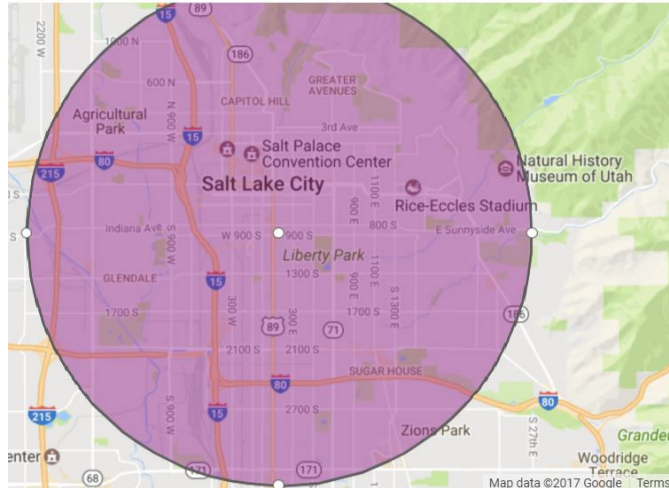 2200 W
15
89
1000 N
186
GREATER
AVENUES
600 N
N 900 W
CAPITOL HILL
Agricultural
Park
15
3rd Ave
Salt Palace
Convention Center
215
80
Natural History
Museum of Utah
Salt Lake City
1100 E
Rice-Eccles Stadium
900 E
S
Indiana Ave
S 900 W
W 900 S
900 S
800 S
E Sunnyside Ave
Liberty Park
GLENDALE
15
1300 S
1100 E
900 E
S 1300 E
1700 S
300 W
300 E
1700 S
186
89
71
2100 S
2100 S
SUGAR HOUSE
80
80
215
S 900 W
15
2700 S
S 27th E
Zions Park
Grande
enter
Woodridge
Terrace
68
171
171
Map data ©2017 Google Terms